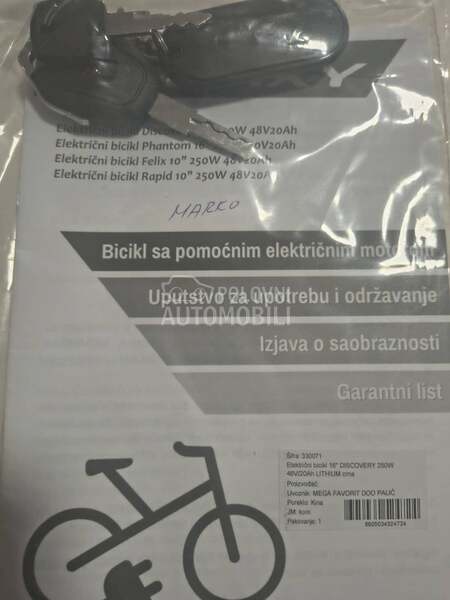 Električni bicikl Phantom
Električni bicikl Felix 10" 250W 48V20Ah
Električni bicikl Rapid 10" 250W 48V20A
MARKO
Bicikl sa pomoćnim električnim
POLOVNI
AUTOMOBILI
Uputstvo za upotrebu i održavanje
Izjava o saobraznosti
Garantni list
Šifra: 330071
Električni bicikl 16" DISCOVERY 250W
48V/20Ah LITHIUM crna
Proizvođač:
Uvoznik: MEGA FAVORIT DOO PALIĆ
Poreklo: Kina
JM: kom
Pakovanje: 1